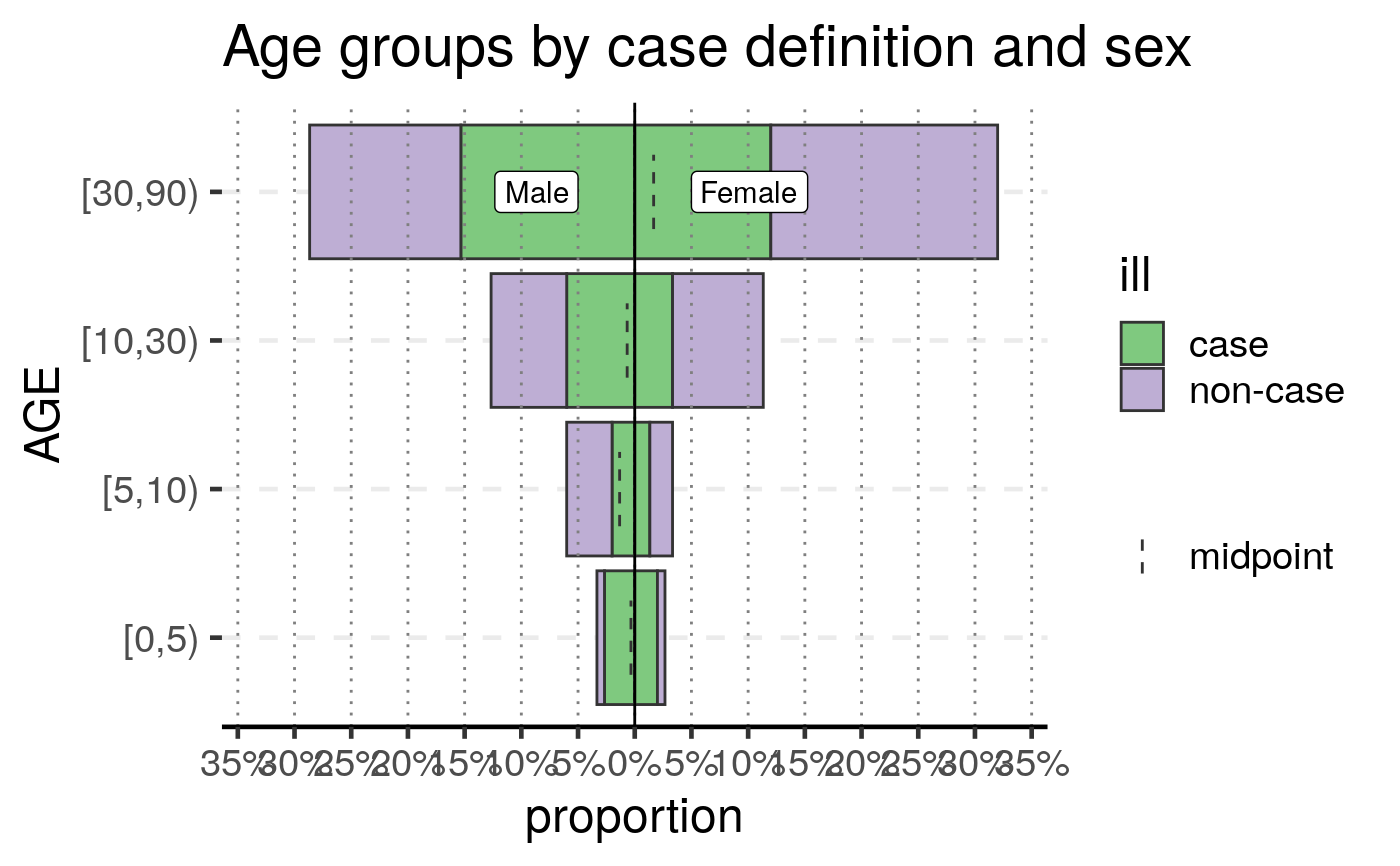 Age groups by case definition and sex
AGE
[30,90)
[10,30)
[5,10)
[0,5)
Male
Female
35% 30% 25% 20% 15% 10% 5% 0% 5% 10% 15% 20% 25% 30% 35%
proportion
ill
case
non-case
midpoint